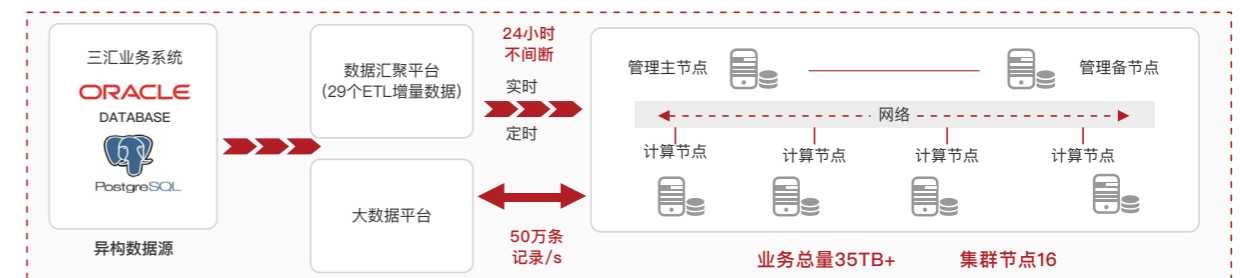 三汇业务系统
ORACLE
DATABASE
PostgreSQL
异构数据源
数据汇聚平台
(29个ETL增量数据)
大数据平台
24小时
不间断
实时
定时
50万条
记录/s
管理主节点
管理备节点
网络
计算节点
计算节点
计算节点
计算节点
业务总量35TB+
集群节点16